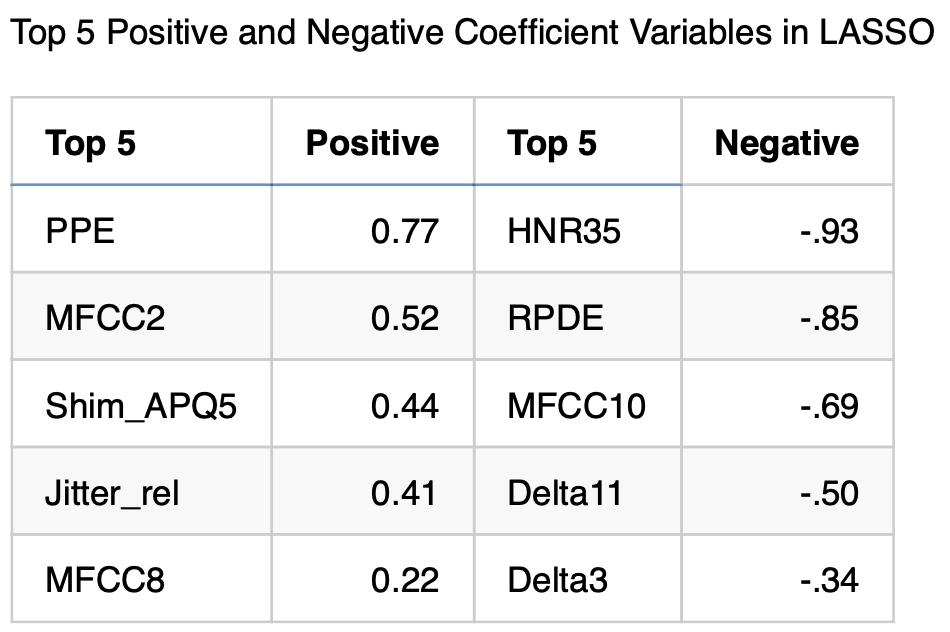 Top 5 Positive and Negative Coefficient Variables in LASSO
Top 5 Positive Top 5 Negative
PPE 0.77 HNR35 -.93
MFCC2 0.52 RPDE -.85
Shim_APQ5 0.44 MFCC10 -.69
Jitter_rel 0.41 Delta11 -.50
MFCC8 0.22 Delta3 -.34